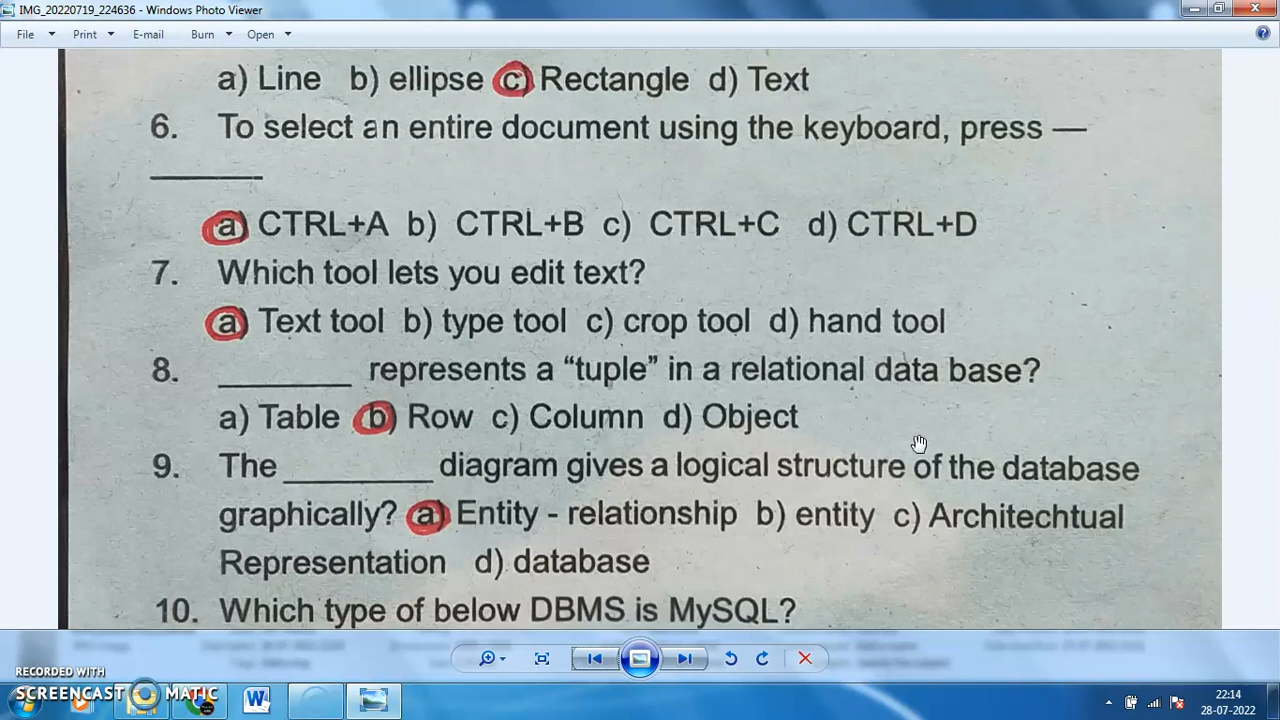 IMG_20220719_224636 - Windows Photo Viewer
File Print E-mail Burn Open
a) Line b) ellipse c) Rectangle d) Text
6. To select an entire document using the keyboard, press —
______
a) CTRL+A b) CTRL+B c) CTRL+C d) CTRL+D
7. Which tool lets you edit text?
a) Text tool b) type tool c) crop tool d) hand tool
8. _______ represents a “tuple” in a relational data base?
a) Table b) Row c) Column d) Object
9. The ________ diagram gives a logical structure of the database
graphically? a) Entity - relationship b) entity c) Architechtual
Representation d) database
10. Which type of below DBMS is MySQL?
RECORDED WITH
SCREENCAST MATIC
22:14
28-07-2022